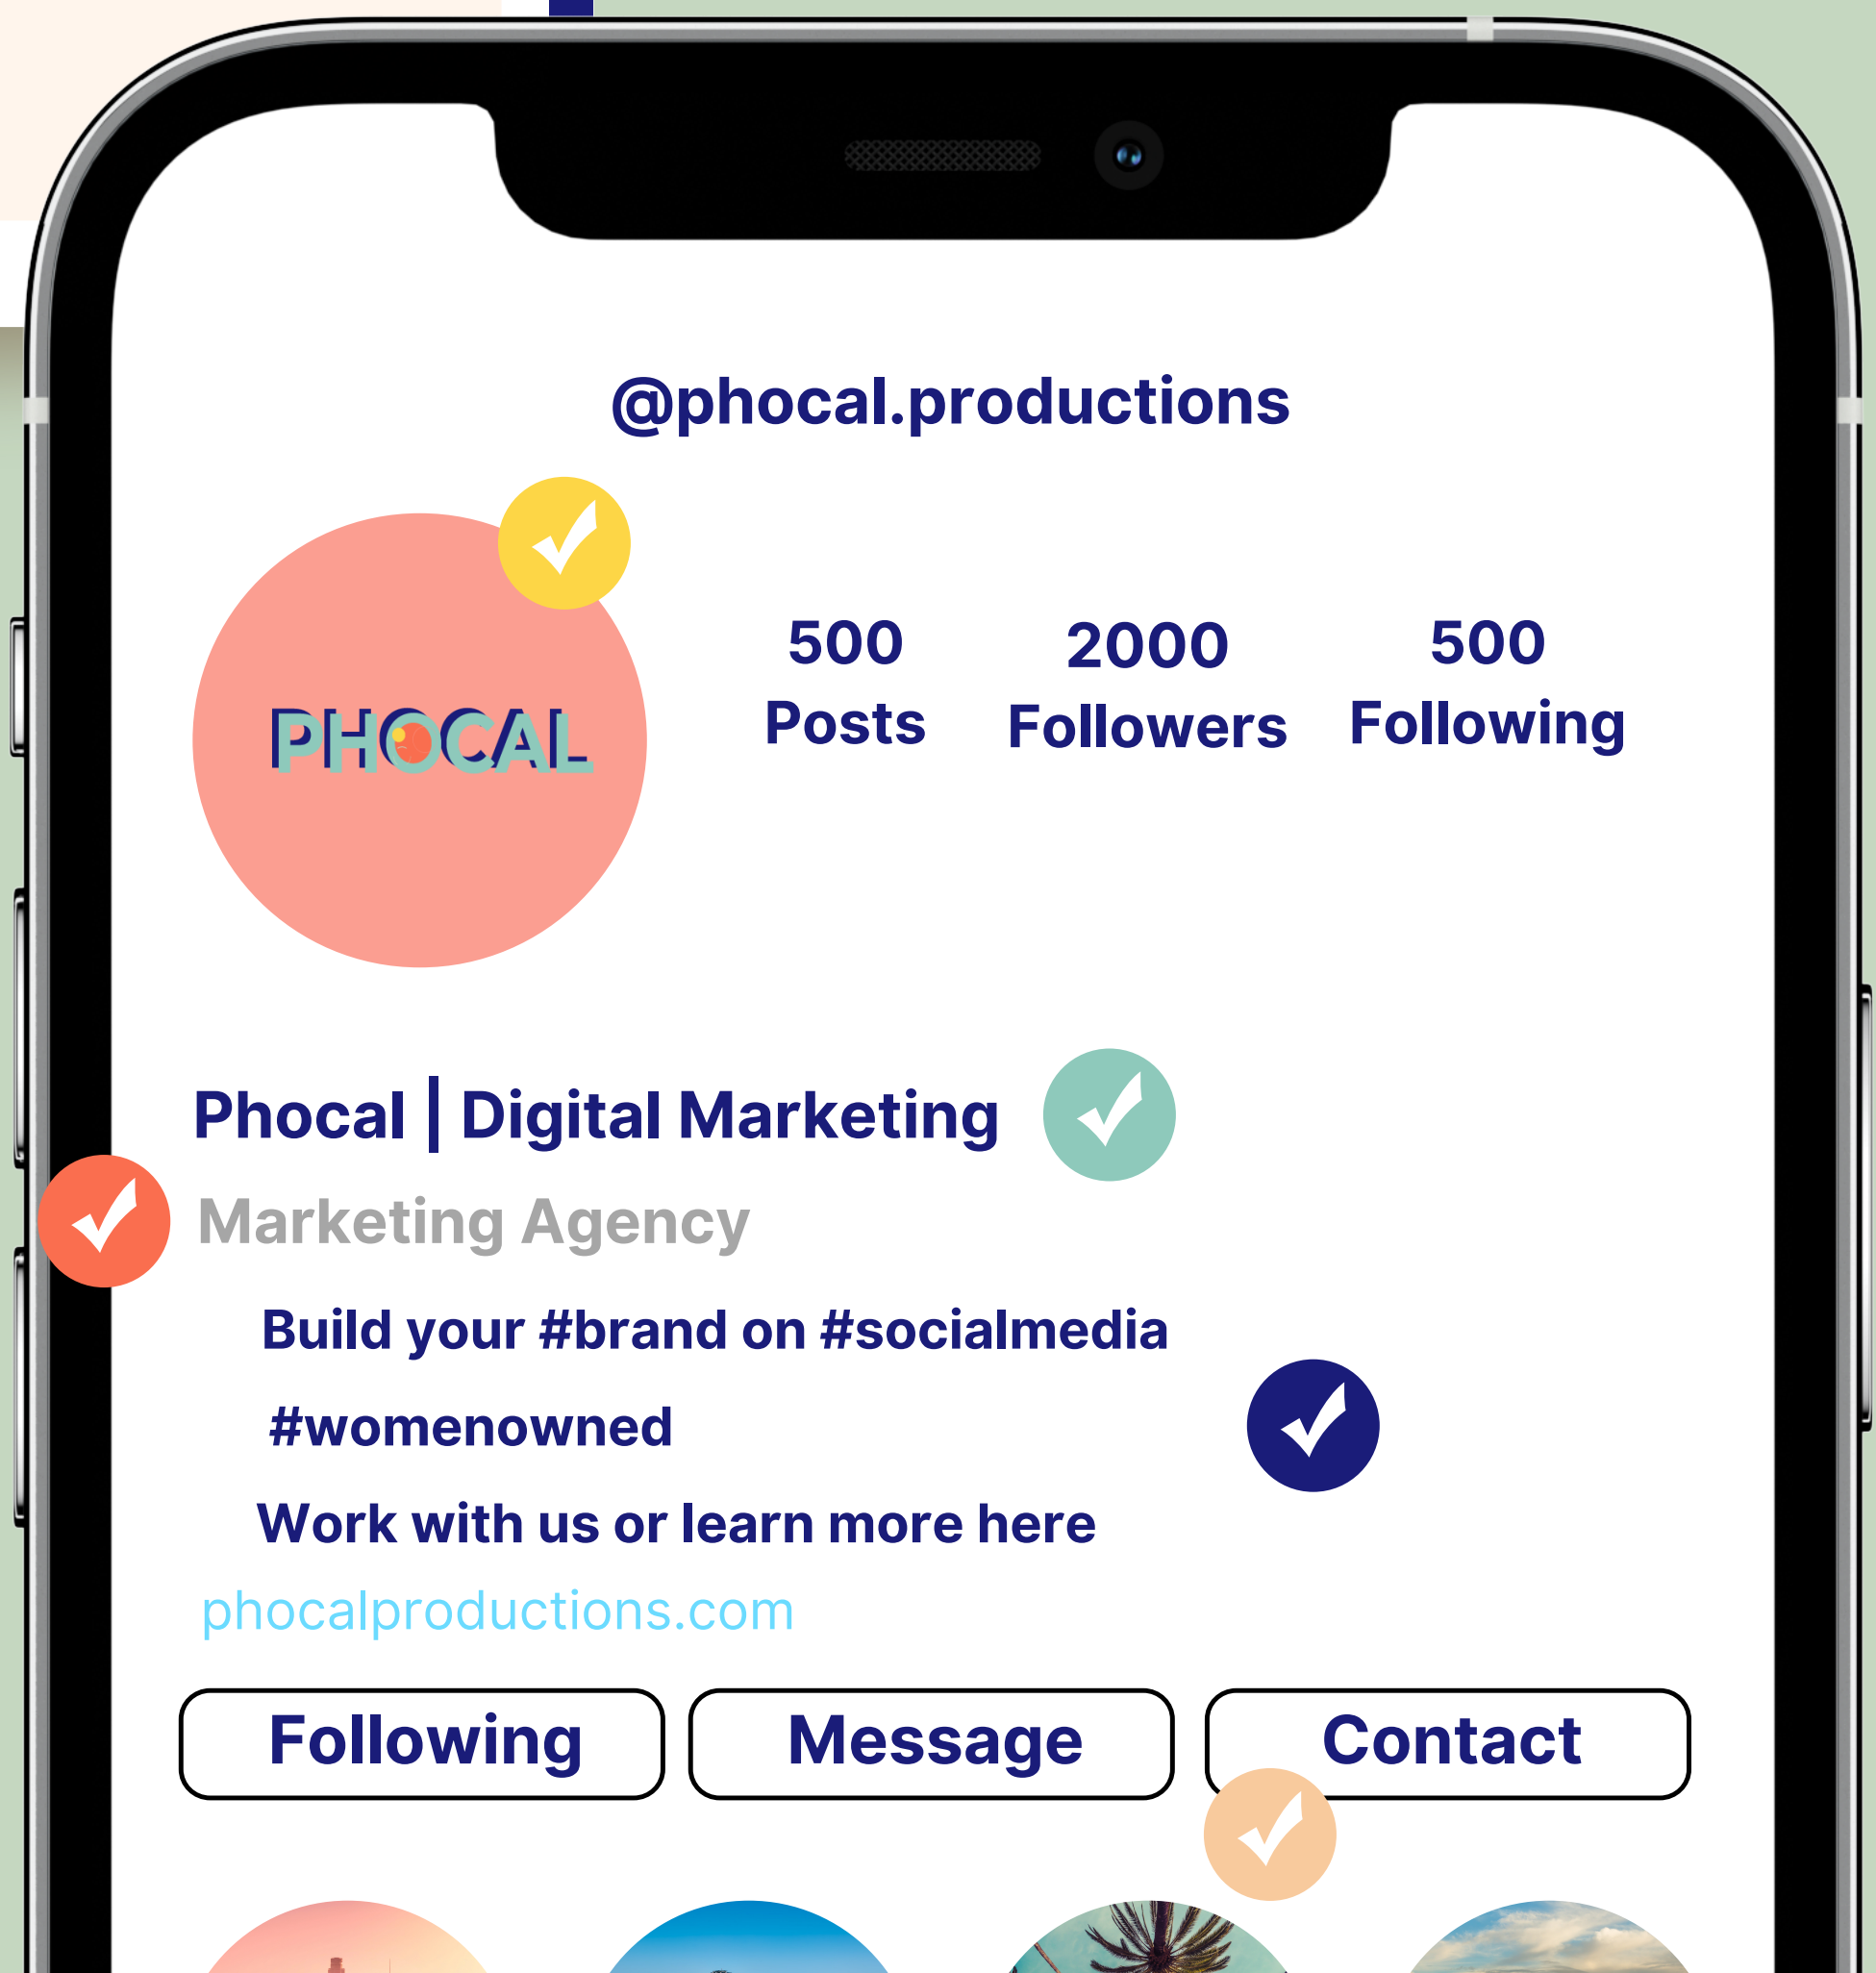 @phocal.productions
PHOCAL
500 2000 500
Posts Followers Following
Phocal | Digital Marketing
Marketing Agency
Build your #brand on #socialmedia
#womenowned
Work with us or learn more here
phocalproductions.com
Following Message Contact